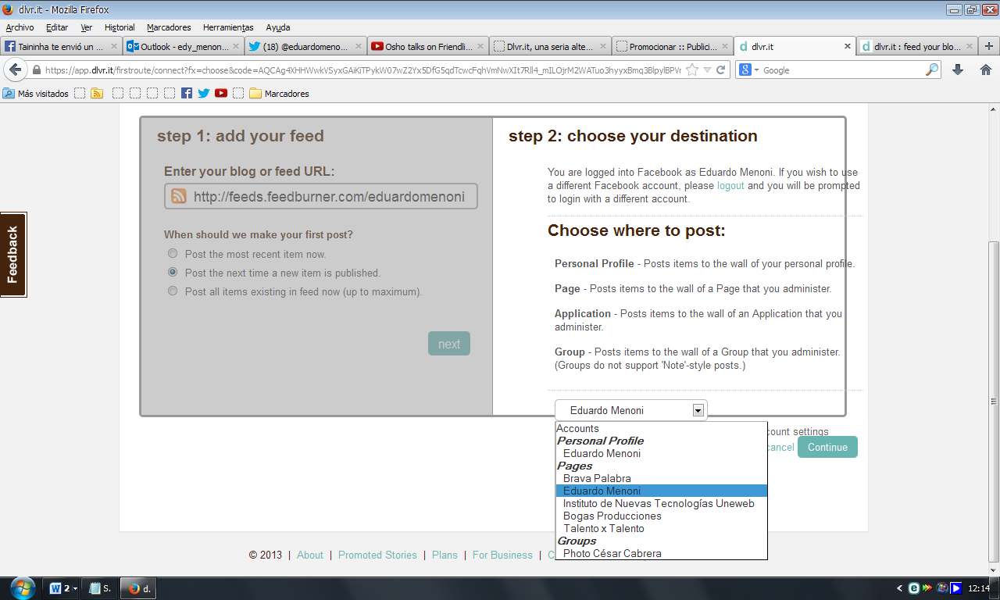 dlvr.it - Mozilla Firefox
Archivo Editar Ver Historial Marcadores Herramientas Ayuda
Taininha te envió un ...
Outlook - edy_menon...
(18) @eduardomeno...
Osho talks on Friendli...
Dlvr.it, una seria alte...
Promocionar :: Publici...
dlvr.it
dlvr.it : feed your blo...
Google
Más visitados
Marcadores
step 1: add your feed
Enter your blog or feed URL:
http://feeds.feedburner.com/eduardomenoni
When should we make your first post?
Post the most recent item now.
Post the next time a new item is published.
Post all items existing in feed now (up to maximum).
next
step 2: choose your destination
You are logged into Facebook as Eduardo Menoni. If you wish to use
a different Facebook account, please logout and you will be prompted
to login with a different account.
Choose where to post:
Personal Profile - Posts items to the wall of your personal profile.
Page - Posts items to the wall of a Page that you administer.
Application - Posts items to the wall of an Application that you
administer.
Group - Posts items to the wall of a Group that you administer.
(Groups do not support 'Note'-style posts.)
Eduardo Menoni
Accounts
Personal Profile
Eduardo Menoni
Pages
Brava Palabra
Eduardo Menoni
Instituto de Nuevas Tecnologías Uneweb
Bogas Producciones
Talento x Talento
Groups
Photo César Cabrera
count settings
cancel
Continue
Feedback
© 2013 | About | Promoted Stories | Plans | For Business | C
2
S.
d.
12:14